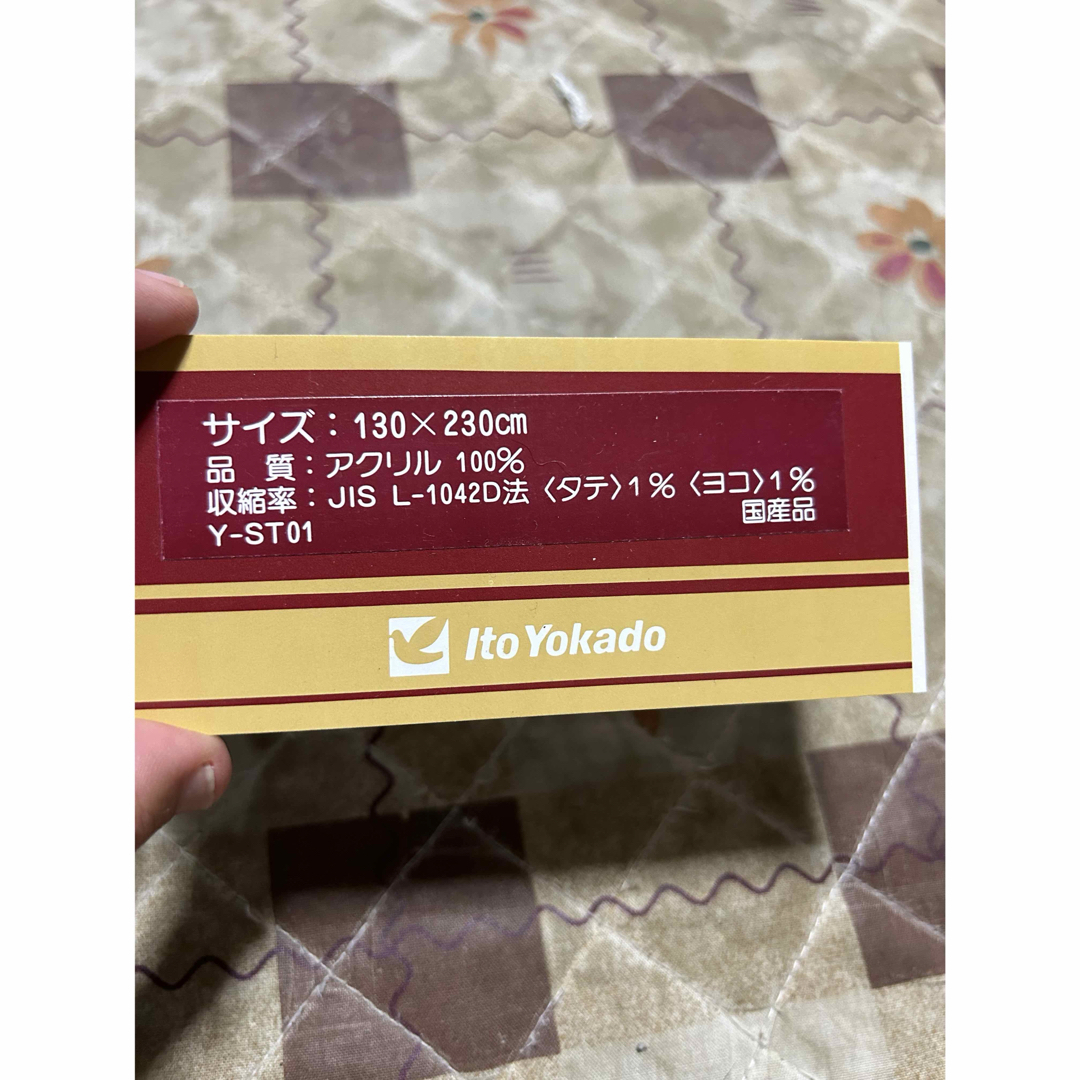 サイズ：130×230cm
品　質：アクリル 100%
収縮率：JIS L-1042D法〈タテ〉1%〈ヨコ〉1%
国産品
Y-ST01
Ito Yokado